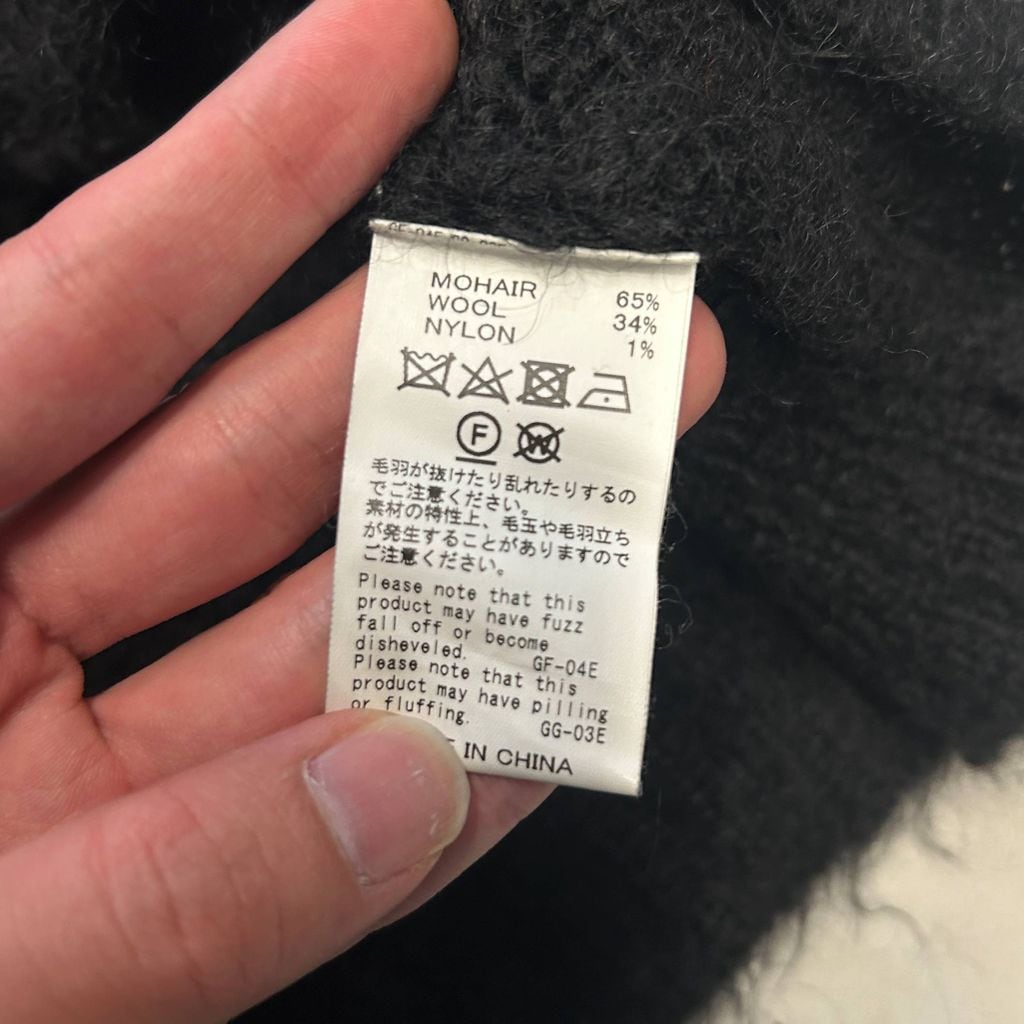 MOHAIR 65%
WOOL 34%
NYLON 1%
F
W
毛羽が抜けたり乱れたりするの
でご注意ください。
素材の特性上、毛玉や毛羽立ち
が発生することがありますので
ご注意ください。
Please note that this
product may have fuzz
fall off or become
disheveled. GF-04E
Please note that this
product may have pilling
or fluffing. GG-03E
IN CHINA